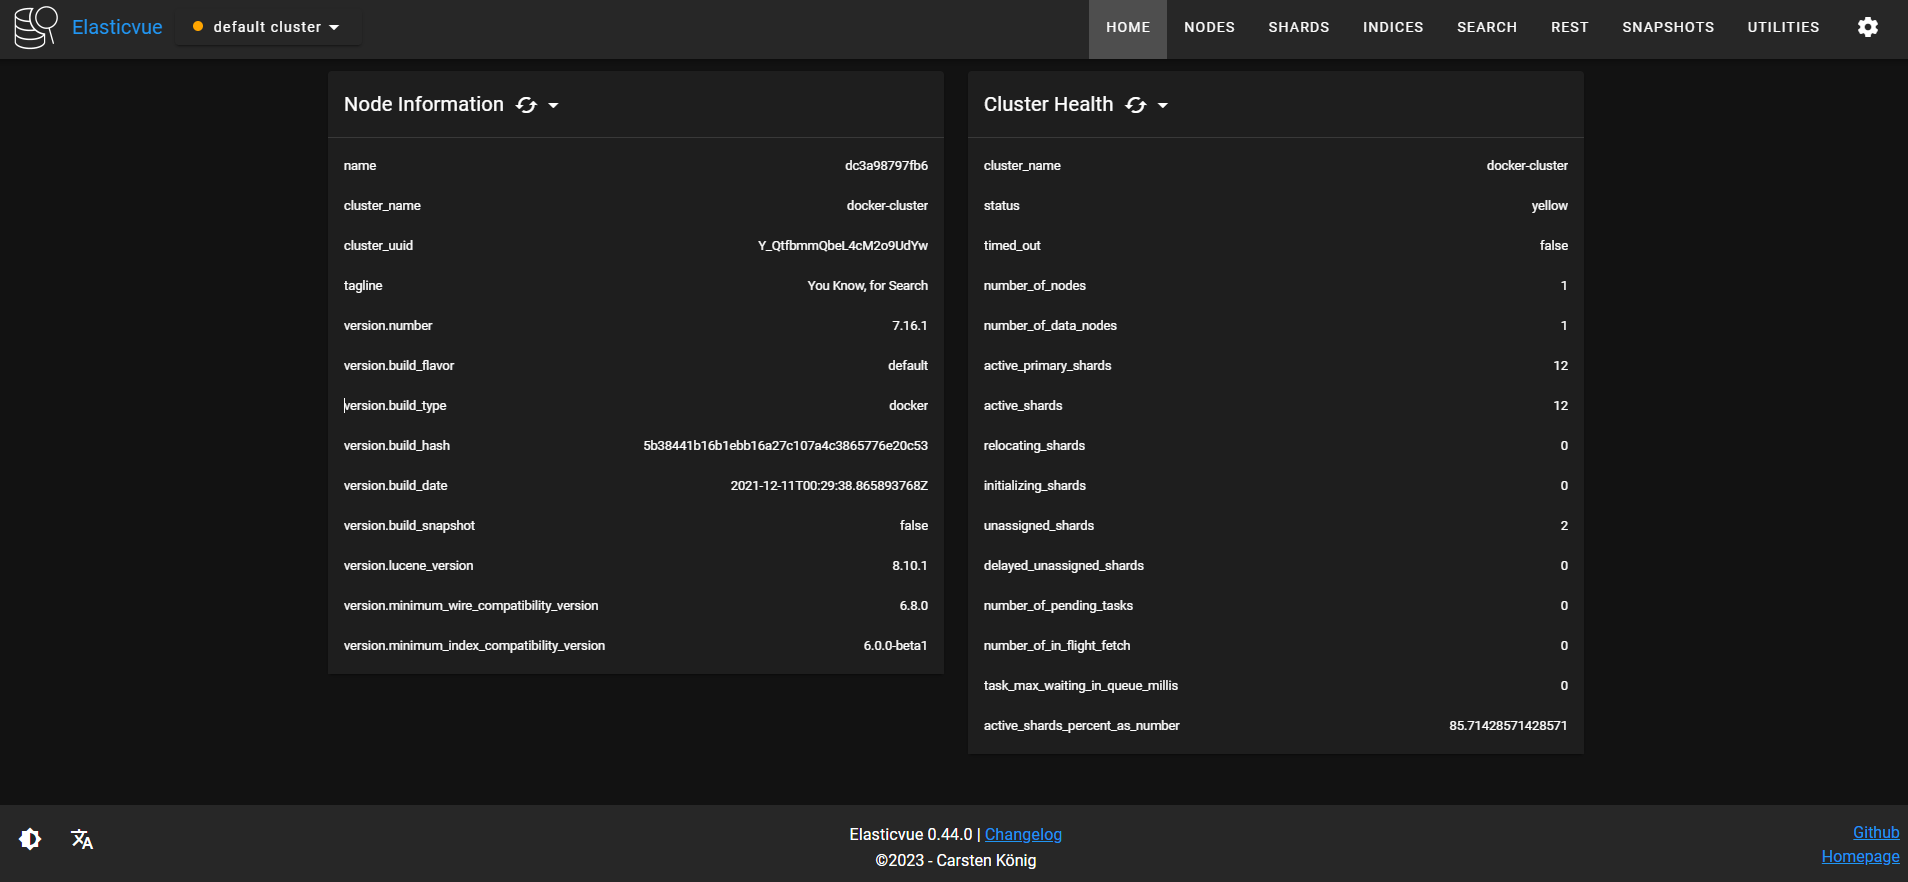 Elasticvue default cluster HOME NODES SHARDS INDICES SEARCH REST SNAPSHOTS UTILITIES
Node Information
name dc3a98797fb6
cluster_name docker-cluster
cluster_uuid Y_QtfbmmQbeL4cM2o9UdYw
tagline You Know, for Search
version.number 7.16.1
version.build_flavor default
version.build_type docker
version.build_hash 5b38441b16b1ebb16a27c107a4c3865776e20c53
version.build_date 2021-12-11T00:29:38.865893768Z
version.build_snapshot false
version.lucene_version 8.10.1
version.minimum_wire_compatibility_version 6.8.0
version.minimum_index_compatibility_version 6.0.0-beta1
Cluster Health
cluster_name docker-cluster
status yellow
timed_out false
number_of_nodes 1
number_of_data_nodes 1
active_primary_shards 12
active_shards 12
relocating_shards 0
initializing_shards 0
unassigned_shards 2
delayed_unassigned_shards 0
number_of_pending_tasks 0
number_of_in_flight_fetch 0
task_max_waiting_in_queue_millis 0
active_shards_percent_as_number 85.71428571428571
Elasticvue 0.44.0 | Changelog
©2023 - Carsten König
Github
Homepage